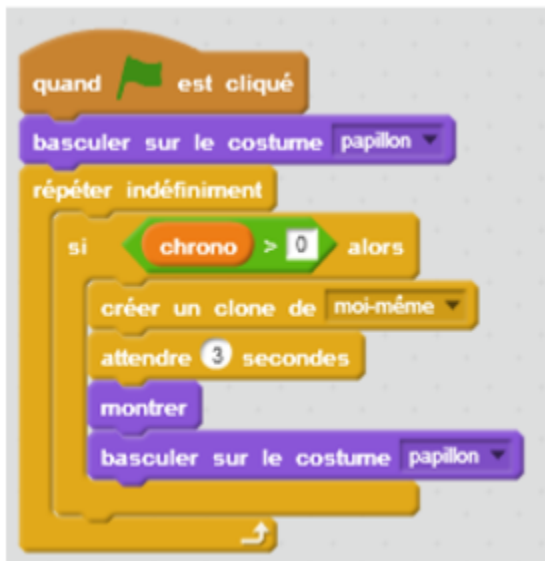 quand est cliqué
basculer sur le costume papillon
répéter indéfiniment
si chrono > 0 alors
créer un clone de moi-même
attendre 3 secondes
montrer
basculer sur le costume papillon